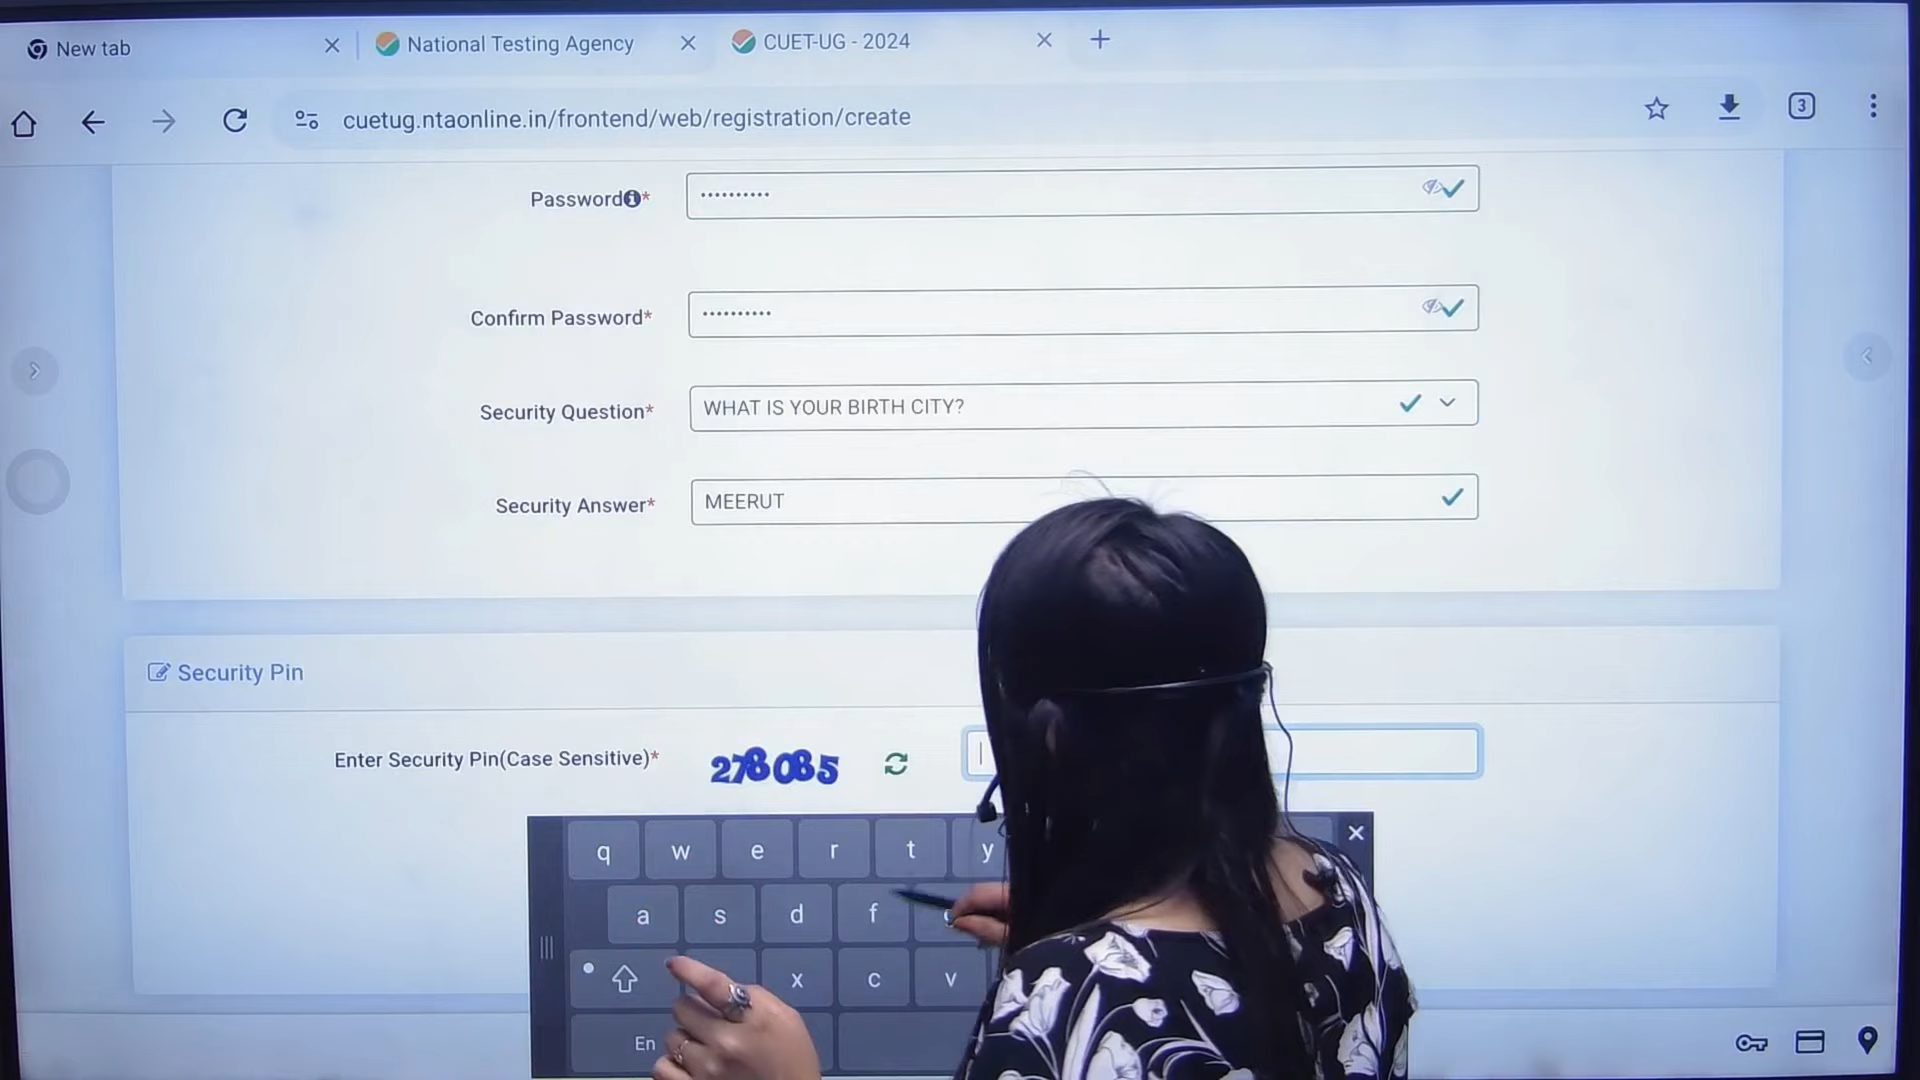 New tab
National Testing Agency
CUET-UG - 2024
cuetug.ntaonline.in/frontend/web/registration/create
3
Password*
Confirm Password*
Security Question*
WHAT IS YOUR BIRTH CITY?
Security Answer*
MEERUT
Security Pin
Enter Security Pin(Case Sensitive)*
278085
q w e r t y
a s d f
x c v
En